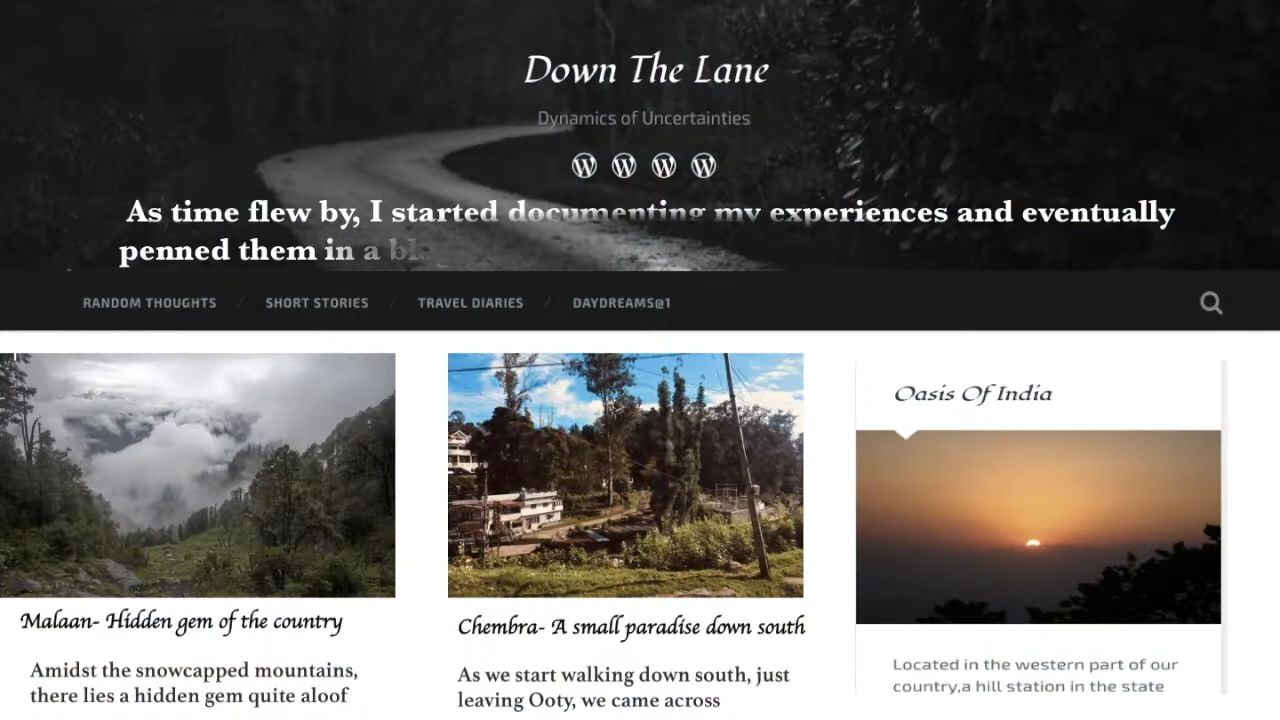 Down The Lane
Dynamics of Uncertainties
As time flew by, I started documenting my experiences and eventually
penned them in a
RANDOM THOUGHTS / SHORT STORIES / TRAVEL DIARIES / DAYDREAMS@1
Malaan- Hidden gem of the country
Amidst the snowcapped mountains,
there lies a hidden gem quite aloof
Chembra- A small paradise down south
As we start walking down south, just
leaving Ooty, we came across
Oasis Of India
Located in the western part of our
country,a hill station in the state